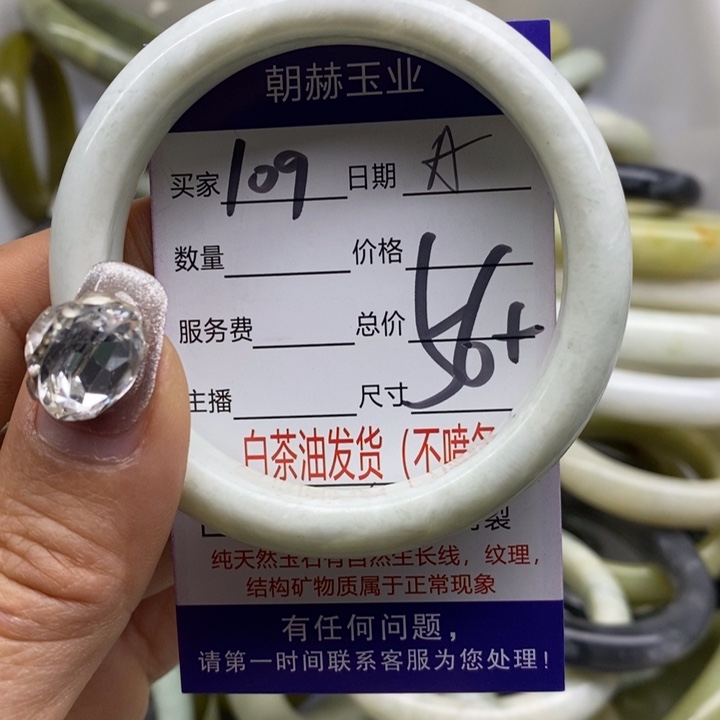 朝赫玉业
买家 109 日期 A
数量 价格
服务费 总价 56+
主播 尺寸
白茶油发货（不喷
裂
纯天然玉石有自然生长线，纹理，
结构矿物质属于正常现象
有任何问题，
请第一时间联系客服为您处理！